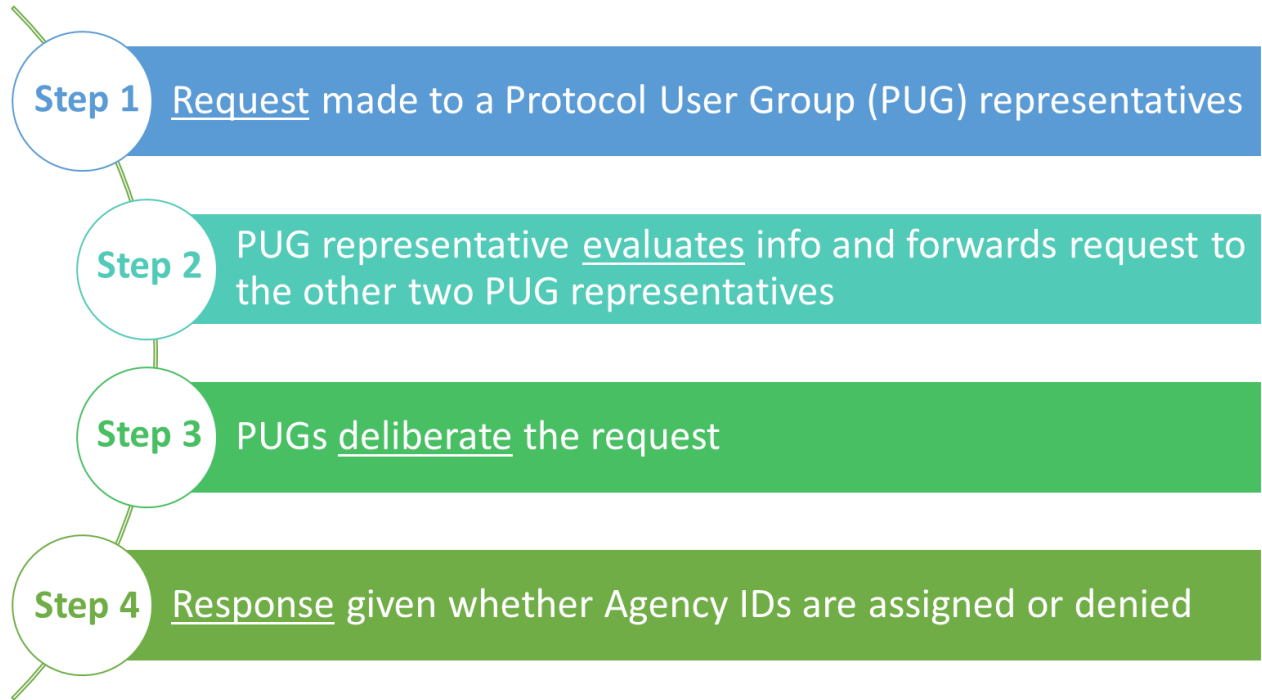 Step 1
Request made to a Protocol User Group (PUG) representatives
Step 2
PUG representative evaluates info and forwards request to
the other two PUG representatives
Step 3
PUGs deliberate the request
Step 4
Response given whether Agency IDs are assigned or denied